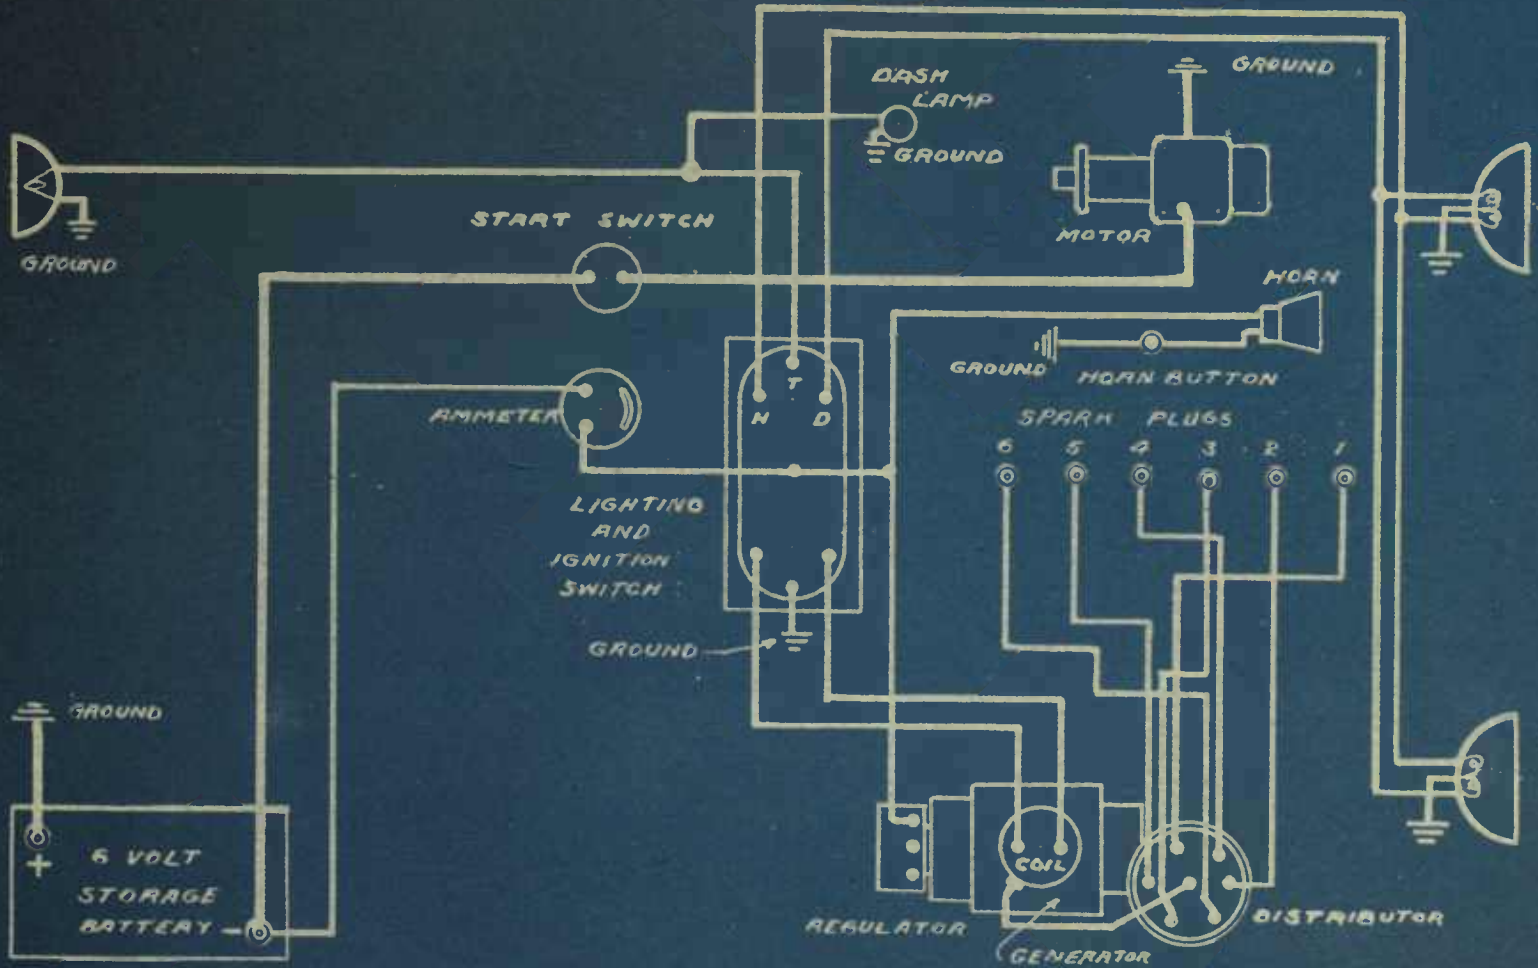 DASH
LAMP
GROUND
GROUND
GROUND
START SWITCH
MOTOR
HORN
GROUND
HORN BUTTON
AMMETER
T
H D
SPARK PLUGS
6 5 4 3 2 1
LIGHTING
AND
IGNITION
SWITCH
GROUND
GROUND
+
6 VOLT
STORAGE
BATTERY
COIL
REGULATOR
GENERATOR
DISTRIBUTOR